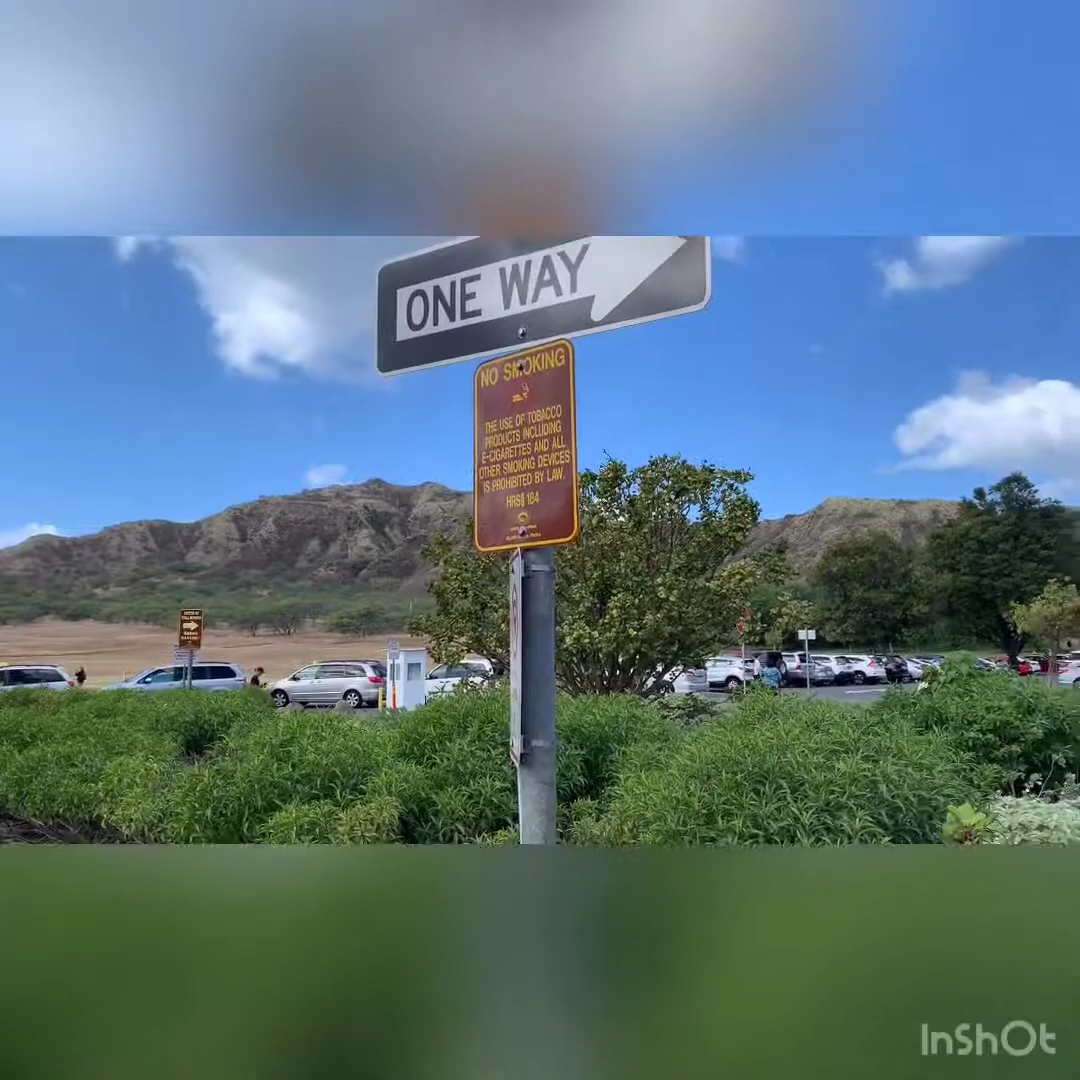 ONE WAY
NO SMOKING
THE USE OF TOBACCO
PRODUCTS INCLUDING
E-CIGARETTES AND ALL
OTHER SMOKING DEVICES
IS PROHIBITED BY LAW.
HRS§ 184
InShOt